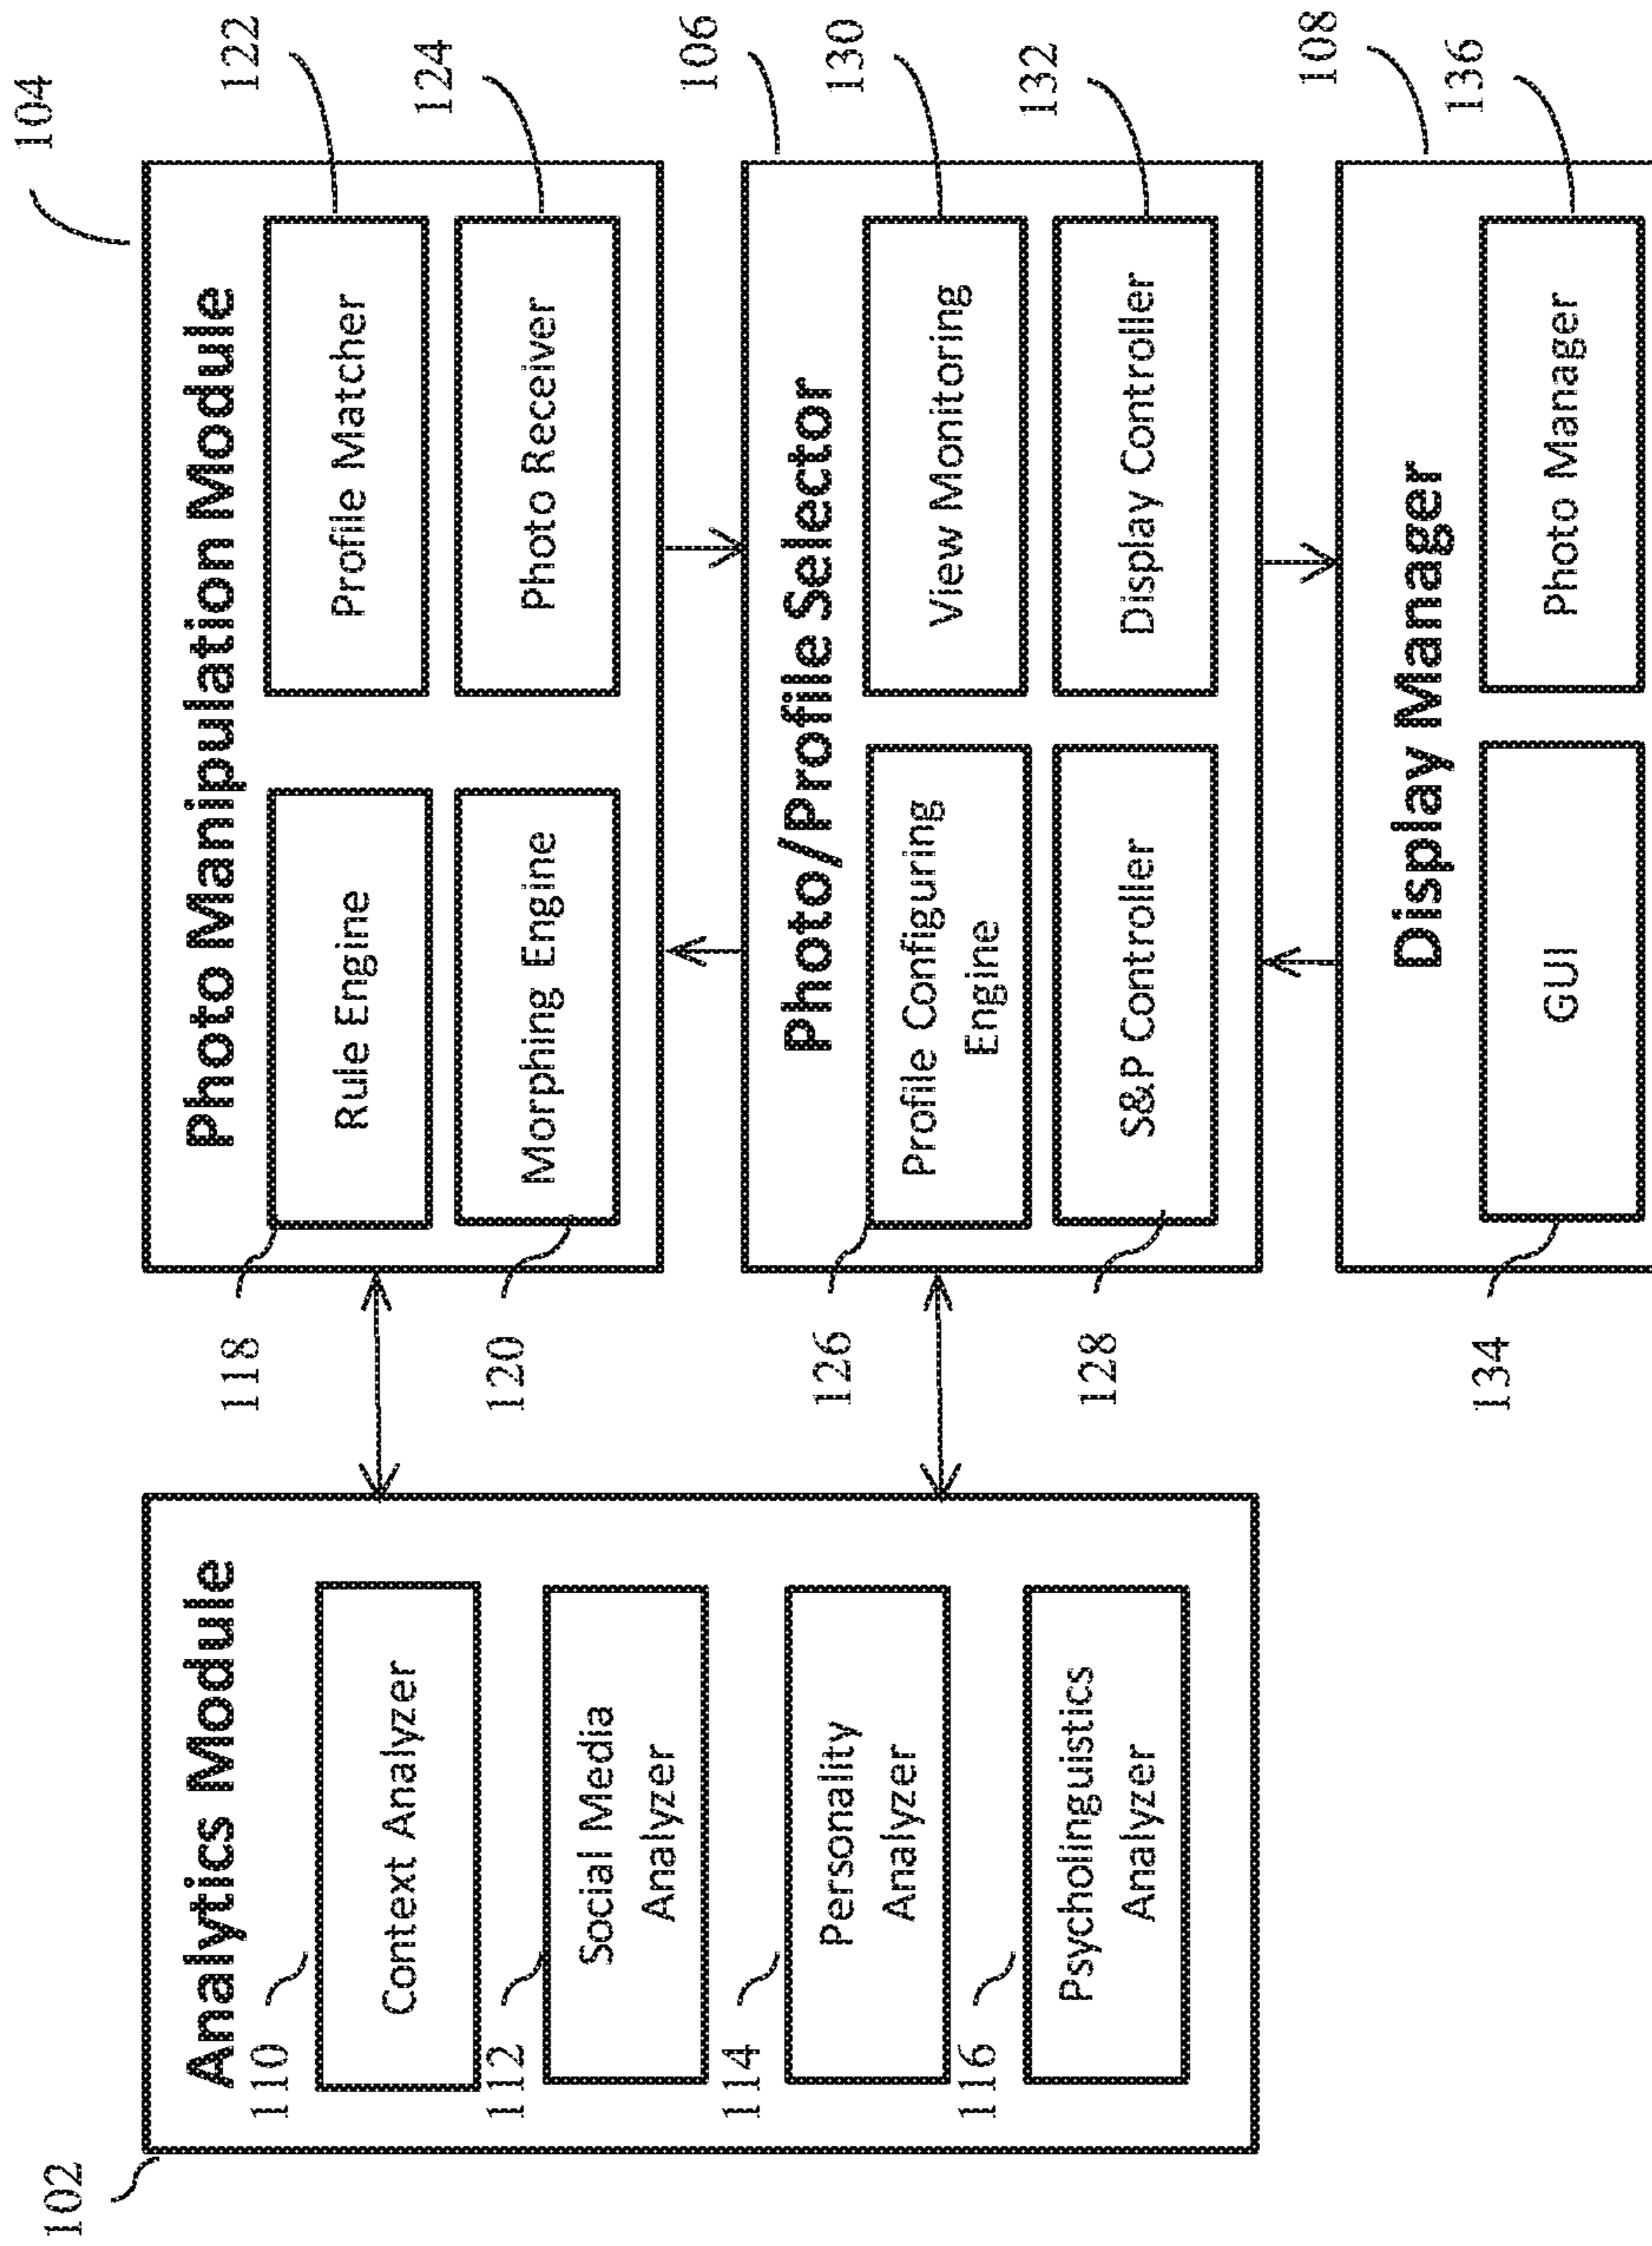 102
Analytics Module
110
Context Analyzer
112
Social Media
Analyzer
114
Personality
Analyzer
116
Psycholinguistics
Analyzer
104
Photo Manipulation Module
118
Rule Engine
122
Profile Matcher
120
Morphing Engine
124
Photo Receiver
106
Photo/Profile Selector
126
Profile Configuring
Engine
130
View Monitoring
128
S&P Controller
132
Display Controller
108
Display Manager
134
GUI
136
Photo Manager